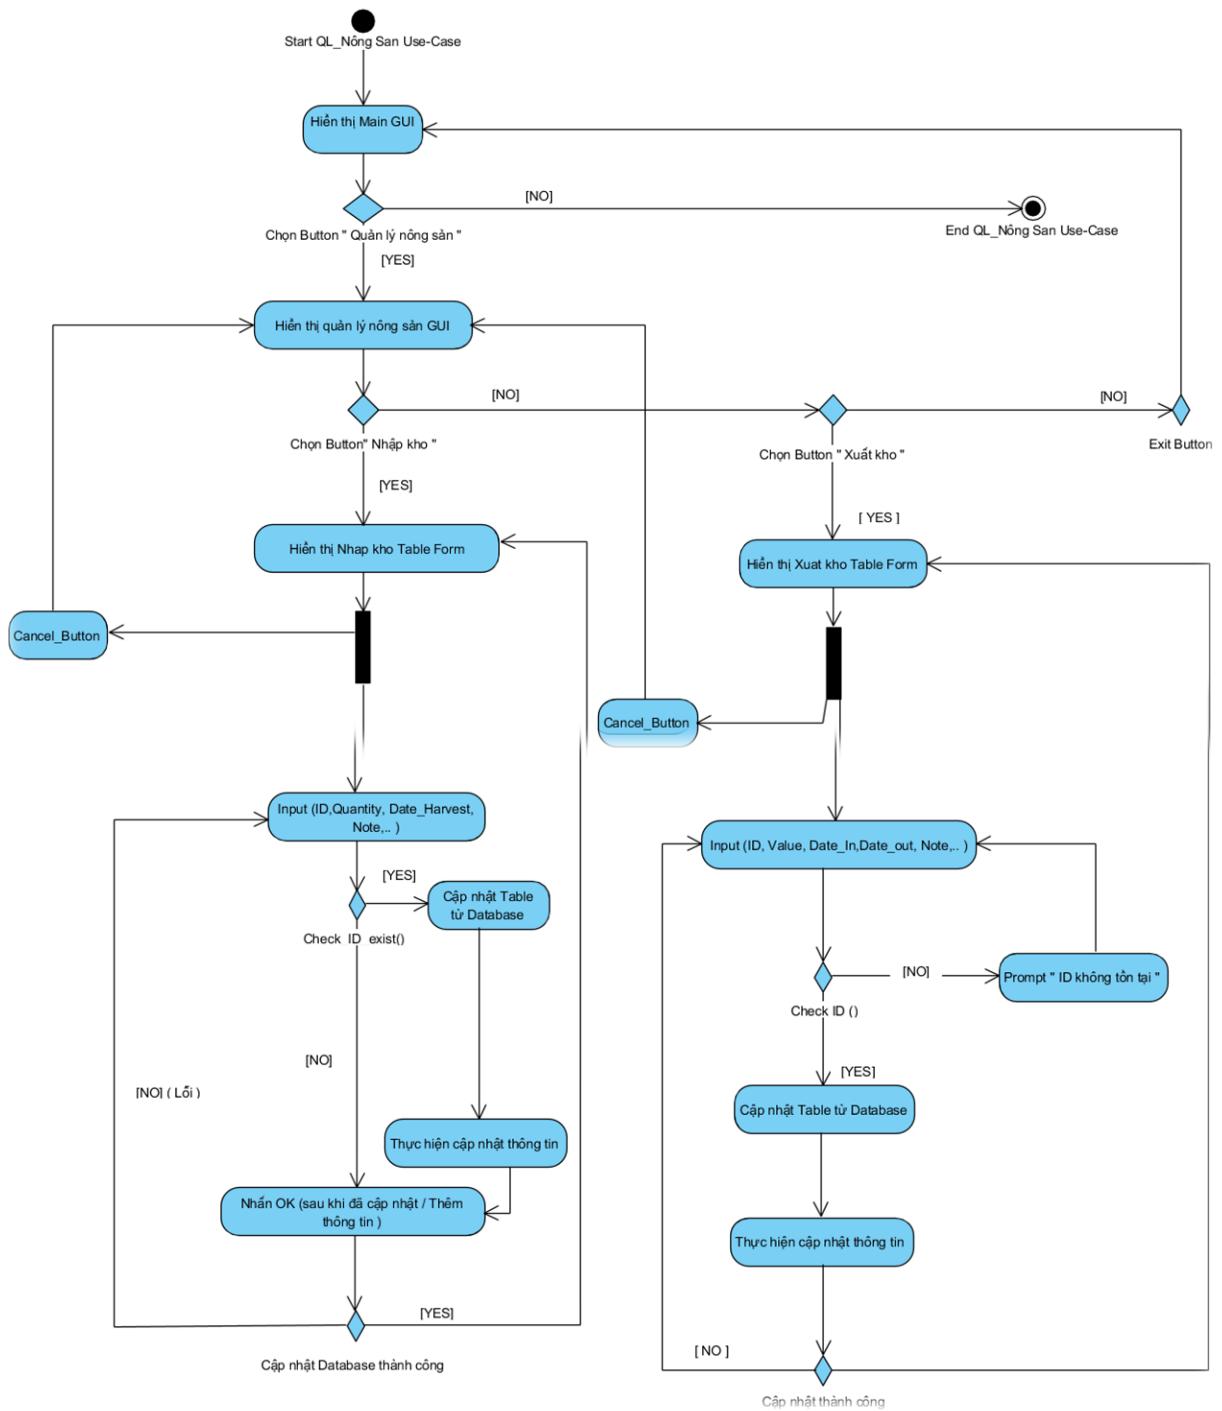 Start QL_Nông San Use-Case
Hiển thị Main GUI
[NO]
End QL_Nông San Use-Case
Chọn Button " Quản lý nông sản "
[YES]
Hiển thị quản lý nông sản GUI
[NO]
[NO]
Chọn Button" Nhập kho "
Chọn Button " Xuất kho "
Exit Button
[YES]
[ YES ]
Hiển thị Nhap kho Table Form
Hiển thị Xuat kho Table Form
Cancel_Button
Cancel_Button
Input (ID,Quantity, Date_Harvest,
Note,.. )
Input (ID, Value, Date_In,Date_out, Note,.. )
[YES]
Cập nhật Table
từ Database
Check ID exist()
[NO]
Prompt " ID không tồn tại "
Check ID ()
[NO]
[YES]
[NO] ( Lỗi )
Cập nhật Table từ Database
Thực hiện cập nhật thông tin
Nhấn OK (sau khi đã cập nhật / Thêm
thông tin )
Thực hiện cập nhật thông tin
[YES]
[ NO ]
Cập nhật Database thành công
Cập nhật thành công